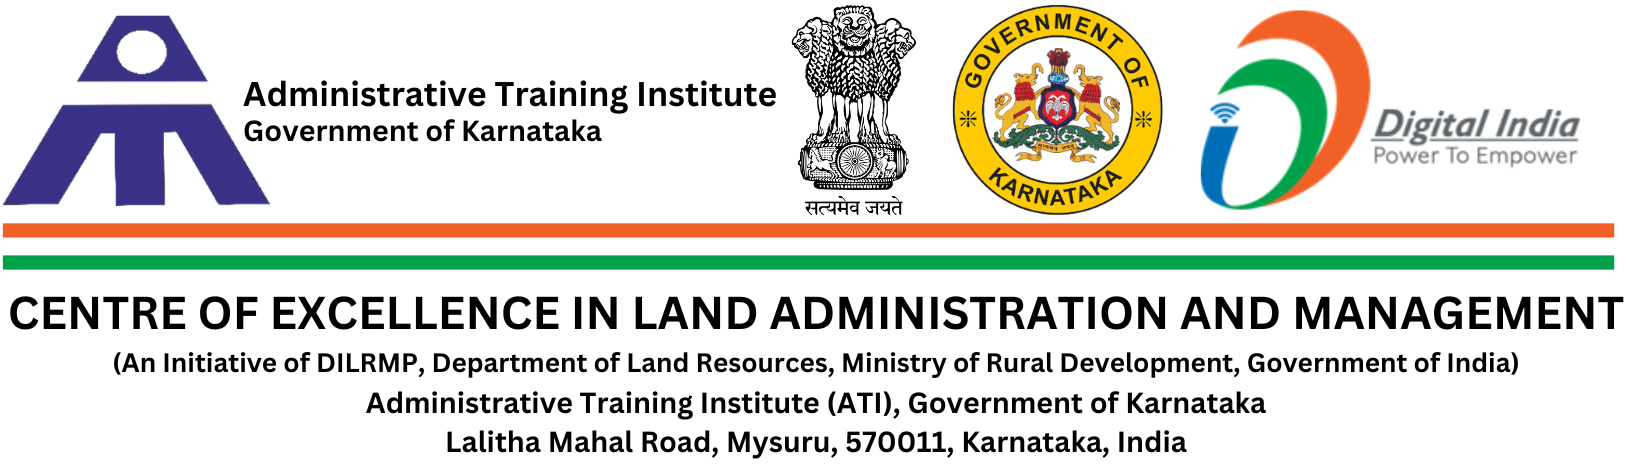 Administrative Training Institute
Government of Karnataka
सत्यमेव जयते
GOVERNMENT OF
KARNATAKA
Digital India
Power To Empower
CENTRE OF EXCELLENCE IN LAND ADMINISTRATION AND MANAGEMENT
(An Initiative of DILRMP, Department of Land Resources, Ministry of Rural Development, Government of India)
Administrative Training Institute (ATI), Government of Karnataka
Lalitha Mahal Road, Mysuru, 570011, Karnataka, India